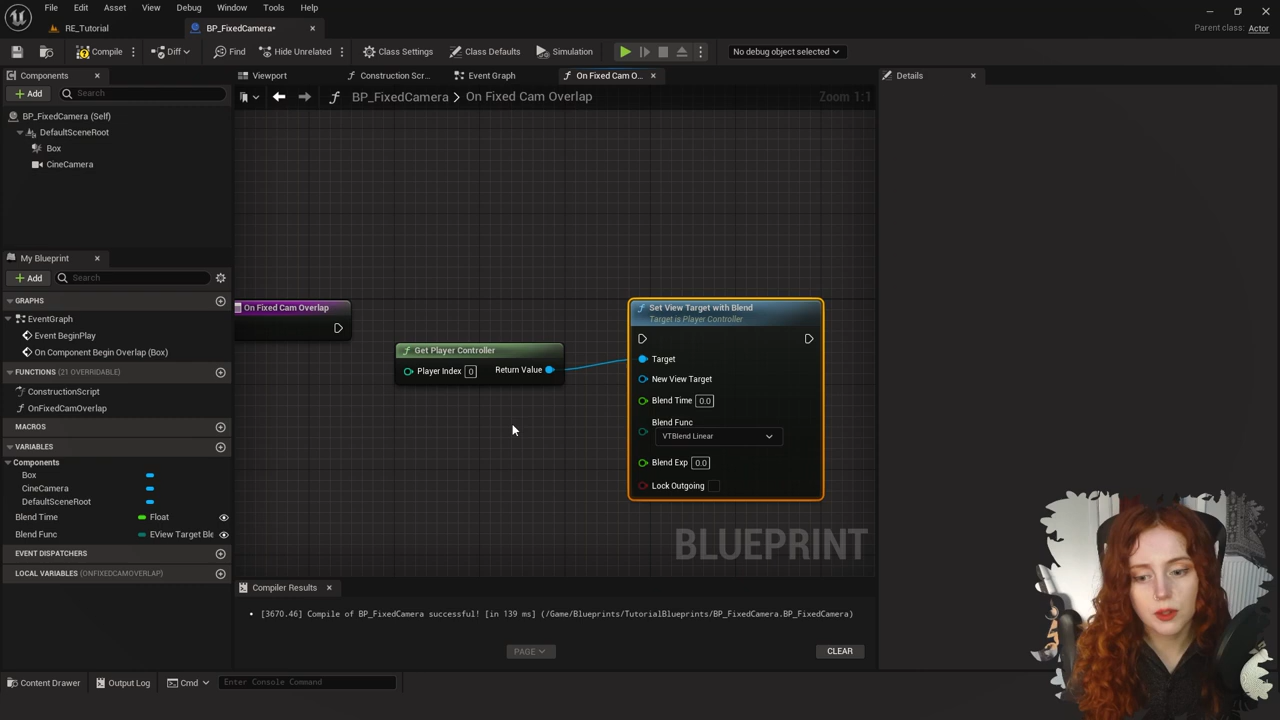 File Edit Asset View Debug Window Tools Help
RE_Tutorial
BP_FixedCamera*
Parent class: Actor
Compile
Diff
Find
Hide Unrelated
Class Settings
Class Defaults
Simulation
No debug object selected
Components
Add
Search
BP_FixedCamera (Self)
DefaultSceneRoot
Box
CineCamera
My Blueprint
Add
Search
GRAPHS
EventGraph
Event BeginPlay
On Component Begin Overlap (Box)
FUNCTIONS (21 OVERRIDABLE)
ConstructionScript
OnFixedCamOverlap
MACROS
VARIABLES
Components
Box
CineCamera
DefaultSceneRoot
Blend Time Float
Blend Func EView Target Ble
EVENT DISPATCHERS
LOCAL VARIABLES (ONFIXEDCAMOVERLAP)
Viewport
Construction Scr...
Event Graph
On Fixed Cam O...
BP_FixedCamera > On Fixed Cam Overlap
Zoom 1:1
On Fixed Cam Overlap
Get Player Controller
Player Index 0 Return Value
Set View Target with Blend
Target is Player Controller
Target
New View Target
Blend Time 0.0
Blend Func
VTBlend Linear
Blend Exp 0.0
Lock Outgoing
BLUEPRINT
Compiler Results
[3670.46] Compile of BP_FixedCamera successful! [in 139 ms] (/Game/Blueprints/TutorialBlueprints/BP_FixedCamera.BP_FixedCamera)
PAGE
CLEAR
Details
Content Drawer
Output Log
Cmd
Enter Console Command